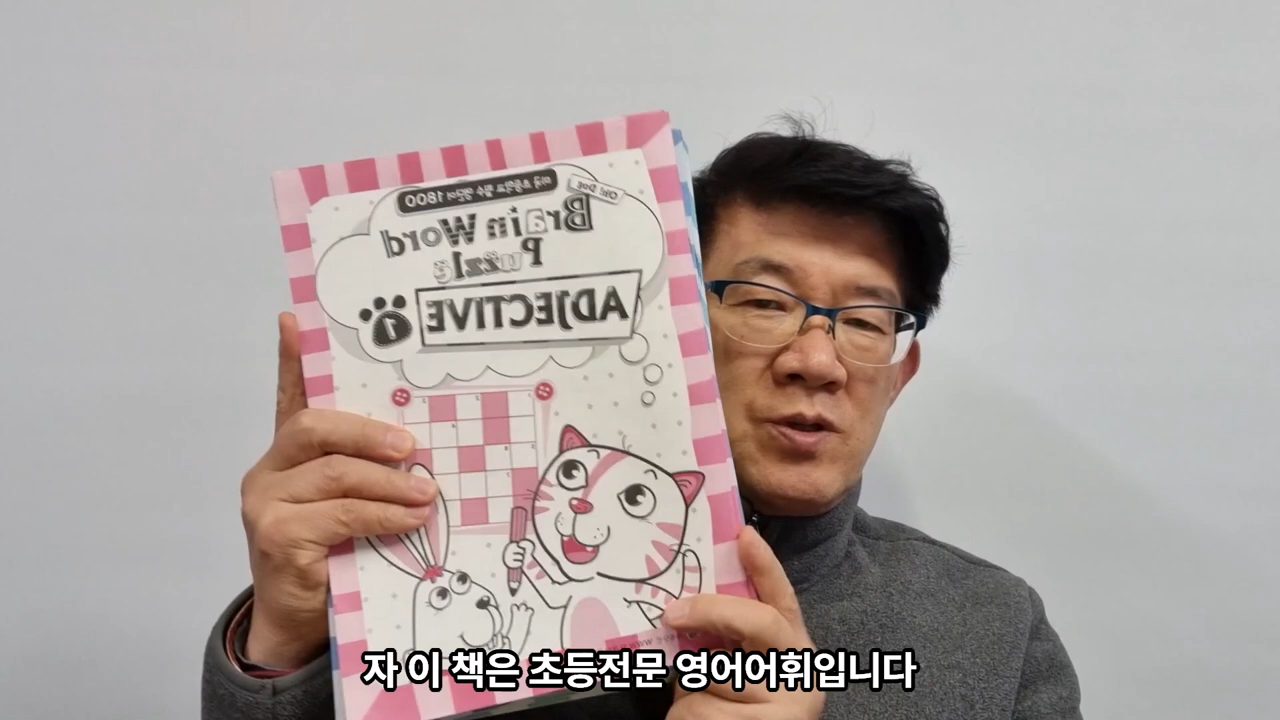 Oh! Dog
미국 초등학교 필수 영단어 1800
Brain Word
Puzzle
ADJECTIVE
1
자 이 책은 초등전문 영어어휘입니다